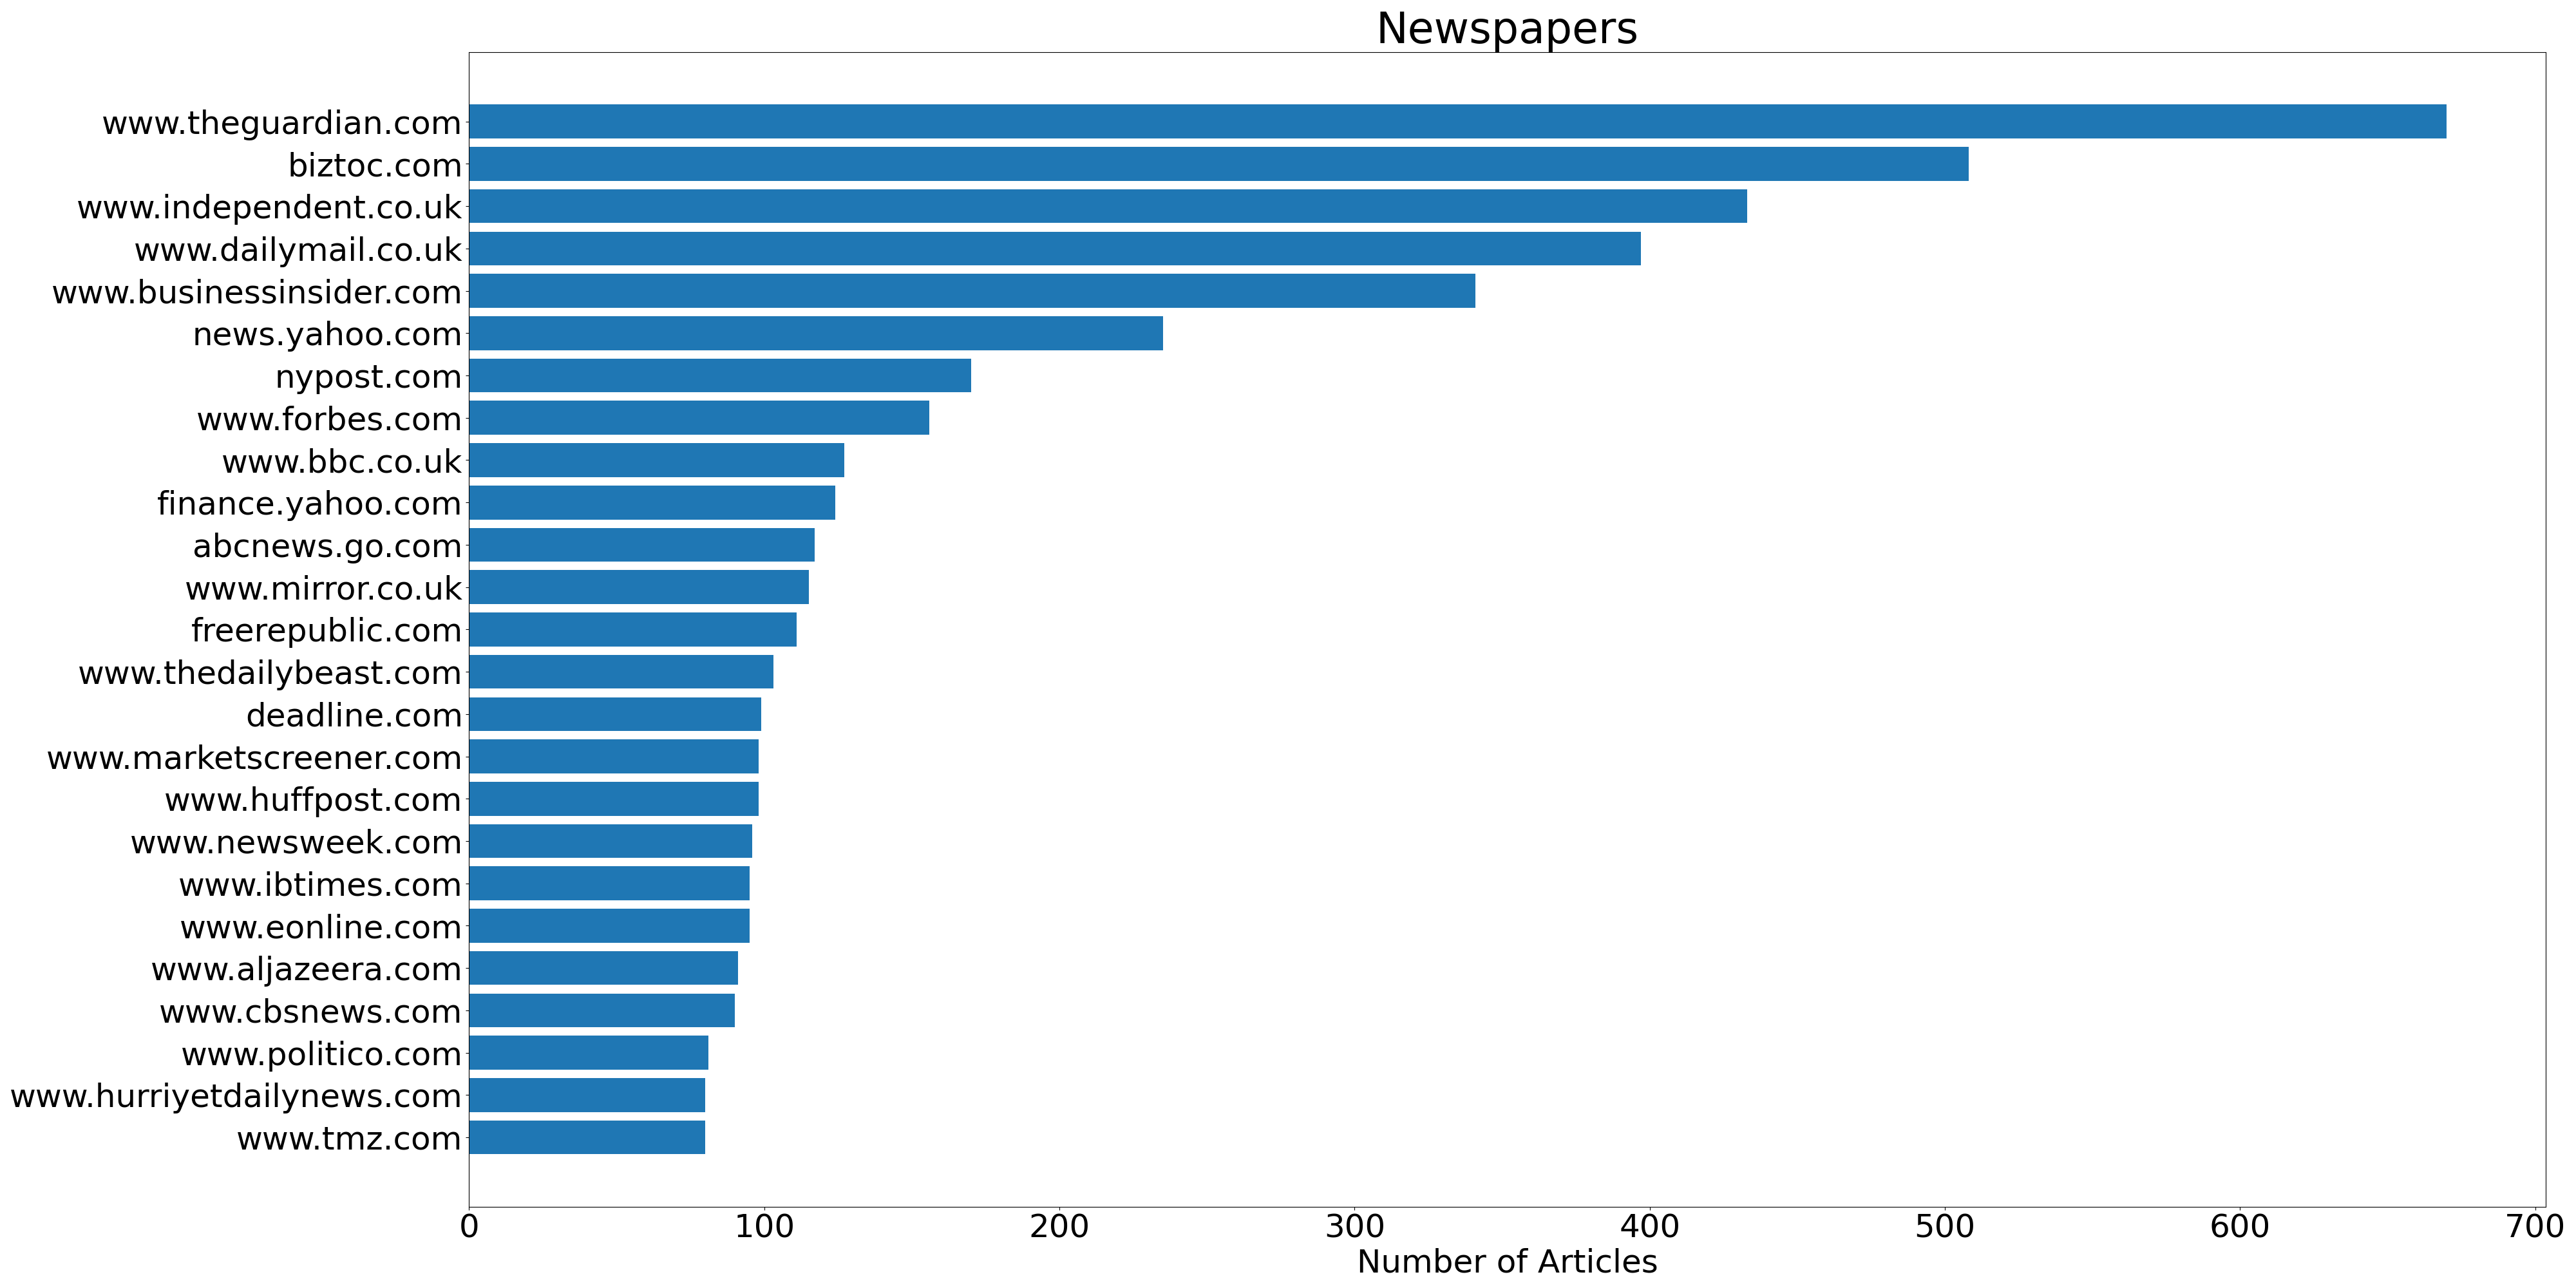 Newspapers
www.theguardian.com
biztoc.com
www.independent.co.uk
www.dailymail.co.uk
www.businessinsider.com
news.yahoo.com
nypost.com
www.forbes.com
www.bbc.co.uk
finance.yahoo.com
abcnews.go.com
www.mirror.co.uk
freerepublic.com
www.thedailybeast.com
deadline.com
www.marketscreener.com
www.huffpost.com
www.newsweek.com
www.ibtimes.com
www.eonline.com
www.aljazeera.com
www.cbsnews.com
www.politico.com
www.hurriyetdailynews.com
www.tmz.com
0 100 200 300 400 500 600 700
Number of Articles